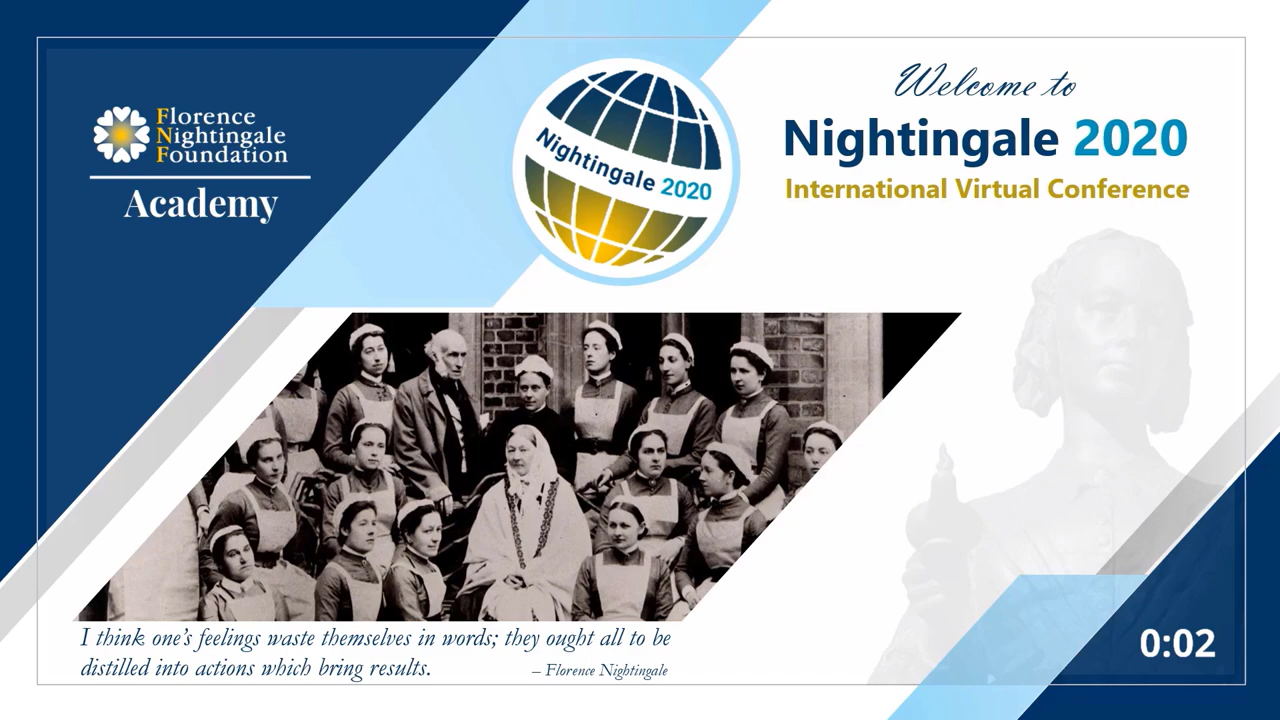 Florence
Nightingale
Foundation
Academy
Nightingale 2020
Welcome to
Nightingale 2020
International Virtual Conference
I think one’s feelings waste themselves in words; they ought all to be
distilled into actions which bring results.
– Florence Nightingale
0:02